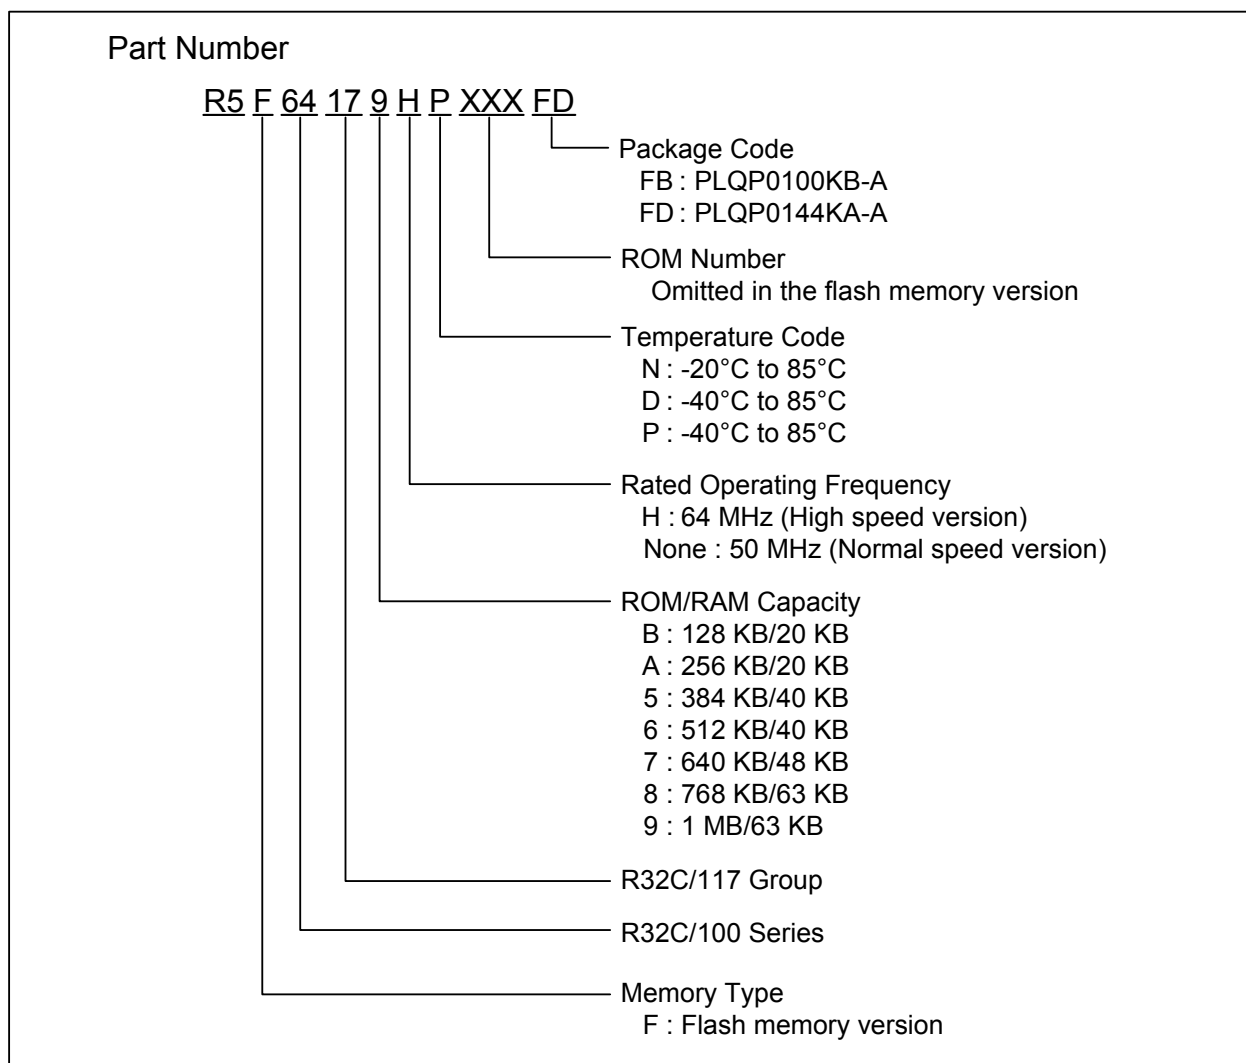 Part Number
R5 F 64 17 9 H P XXX FD
Package Code
FB : PLQP0100KB-A
FD : PLQP0144KA-A
ROM Number
Omitted in the flash memory version
Temperature Code
N : -20°C to 85°C
D : -40°C to 85°C
P : -40°C to 85°C
Rated Operating Frequency
H : 64 MHz (High speed version)
None : 50 MHz (Normal speed version)
ROM/RAM Capacity
B : 128 KB/20 KB
A : 256 KB/20 KB
5 : 384 KB/40 KB
6 : 512 KB/40 KB
7 : 640 KB/48 KB
8 : 768 KB/63 KB
9 : 1 MB/63 KB
R32C/117 Group
R32C/100 Series
Memory Type
F : Flash memory version